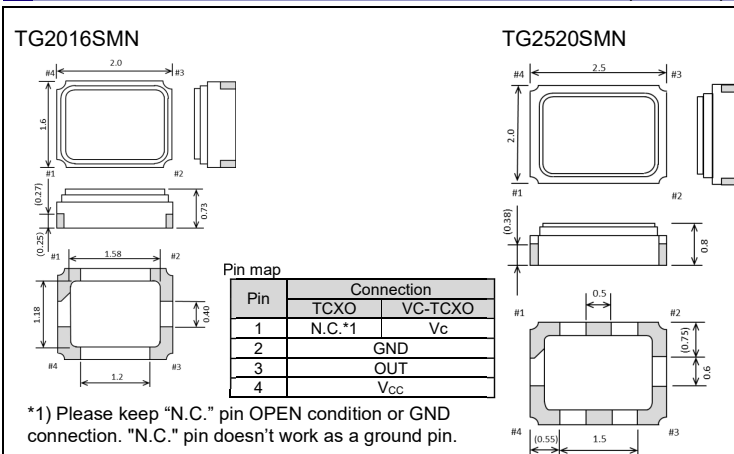 TG2016SMN
TG2520SMN
#4 2.0 #3
1.6
#1 #2
(0.27)
(0.25)
0.73
#1 1.58 #2
1.18
0.40
#4 1.2 #3
Pin map
Pin Connection
TCXO VC-TCXO
1 N.C.*1 Vc
2 GND
3 OUT
4 VCC
*1) Please keep “N.C.” pin OPEN condition or GND
connection. "N.C." pin doesn’t work as a ground pin.
#4 2.5 #3
2.0
#1 #2
(0.38)
0.8
0.5
#1 #2
(0.75)
0.6
#4 (0.55) 1.5 #3